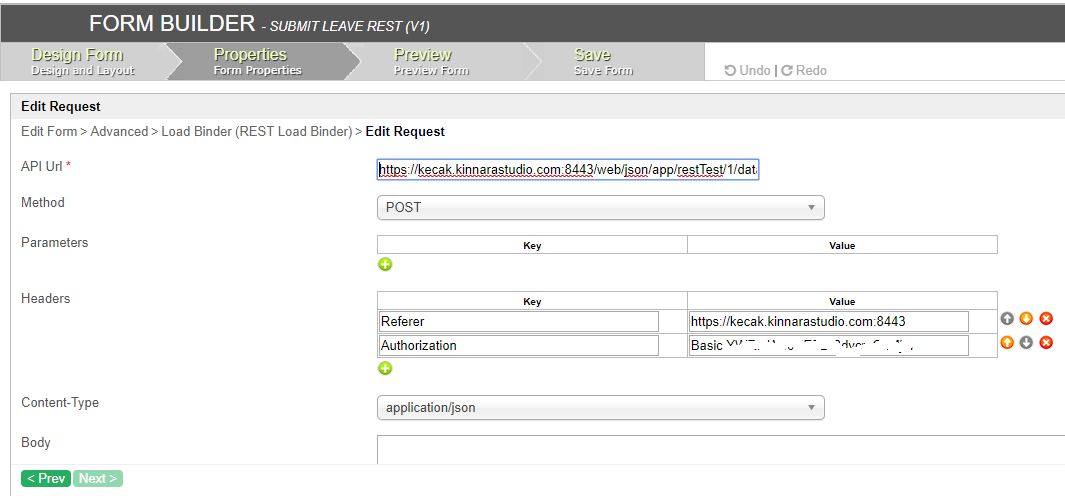 FORM BUILDER - SUBMIT LEAVE REST (V1)
Design Form Properties Preview Save
Design and Layout Form Properties Preview Form Save Form
Undo | Redo
Edit Request
Edit Form > Advanced > Load Binder (REST Load Binder) > Edit Request
API Url *
https://kecak.kinnarastudio.com:8443/web/json/app/restTest/1/dat
Method
POST
Parameters
Key Value
Headers
Key Value
Referer https://kecak.kinnarastudio.com:8443
Authorization Basic
Content-Type
application/json
Body
< Prev Next >